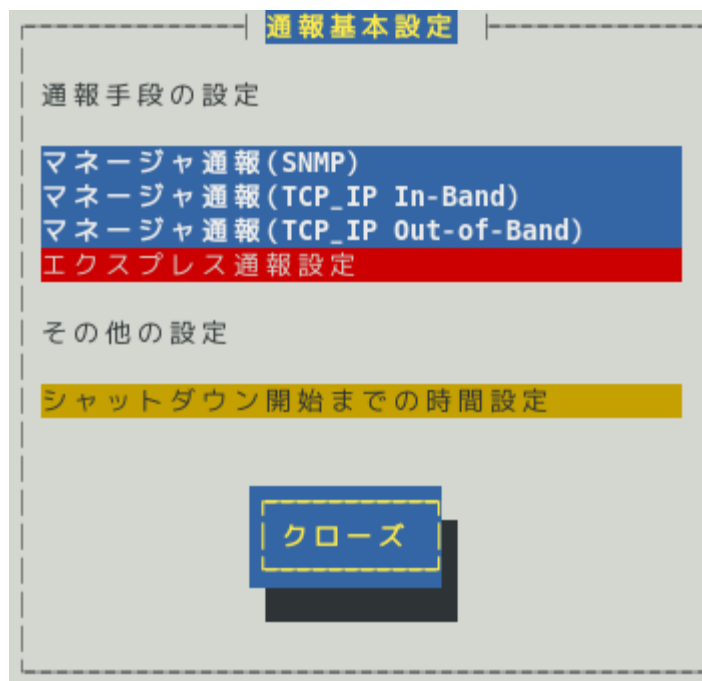 通報基本設定
通報手段の設定
マネージャ通報(SNMP)
マネージャ通報(TCP_IP In-Band)
マネージャ通報(TCP_IP Out-of-Band)
エクスプレス通報設定
その他の設定
シャットダウン開始までの時間設定
クローズ